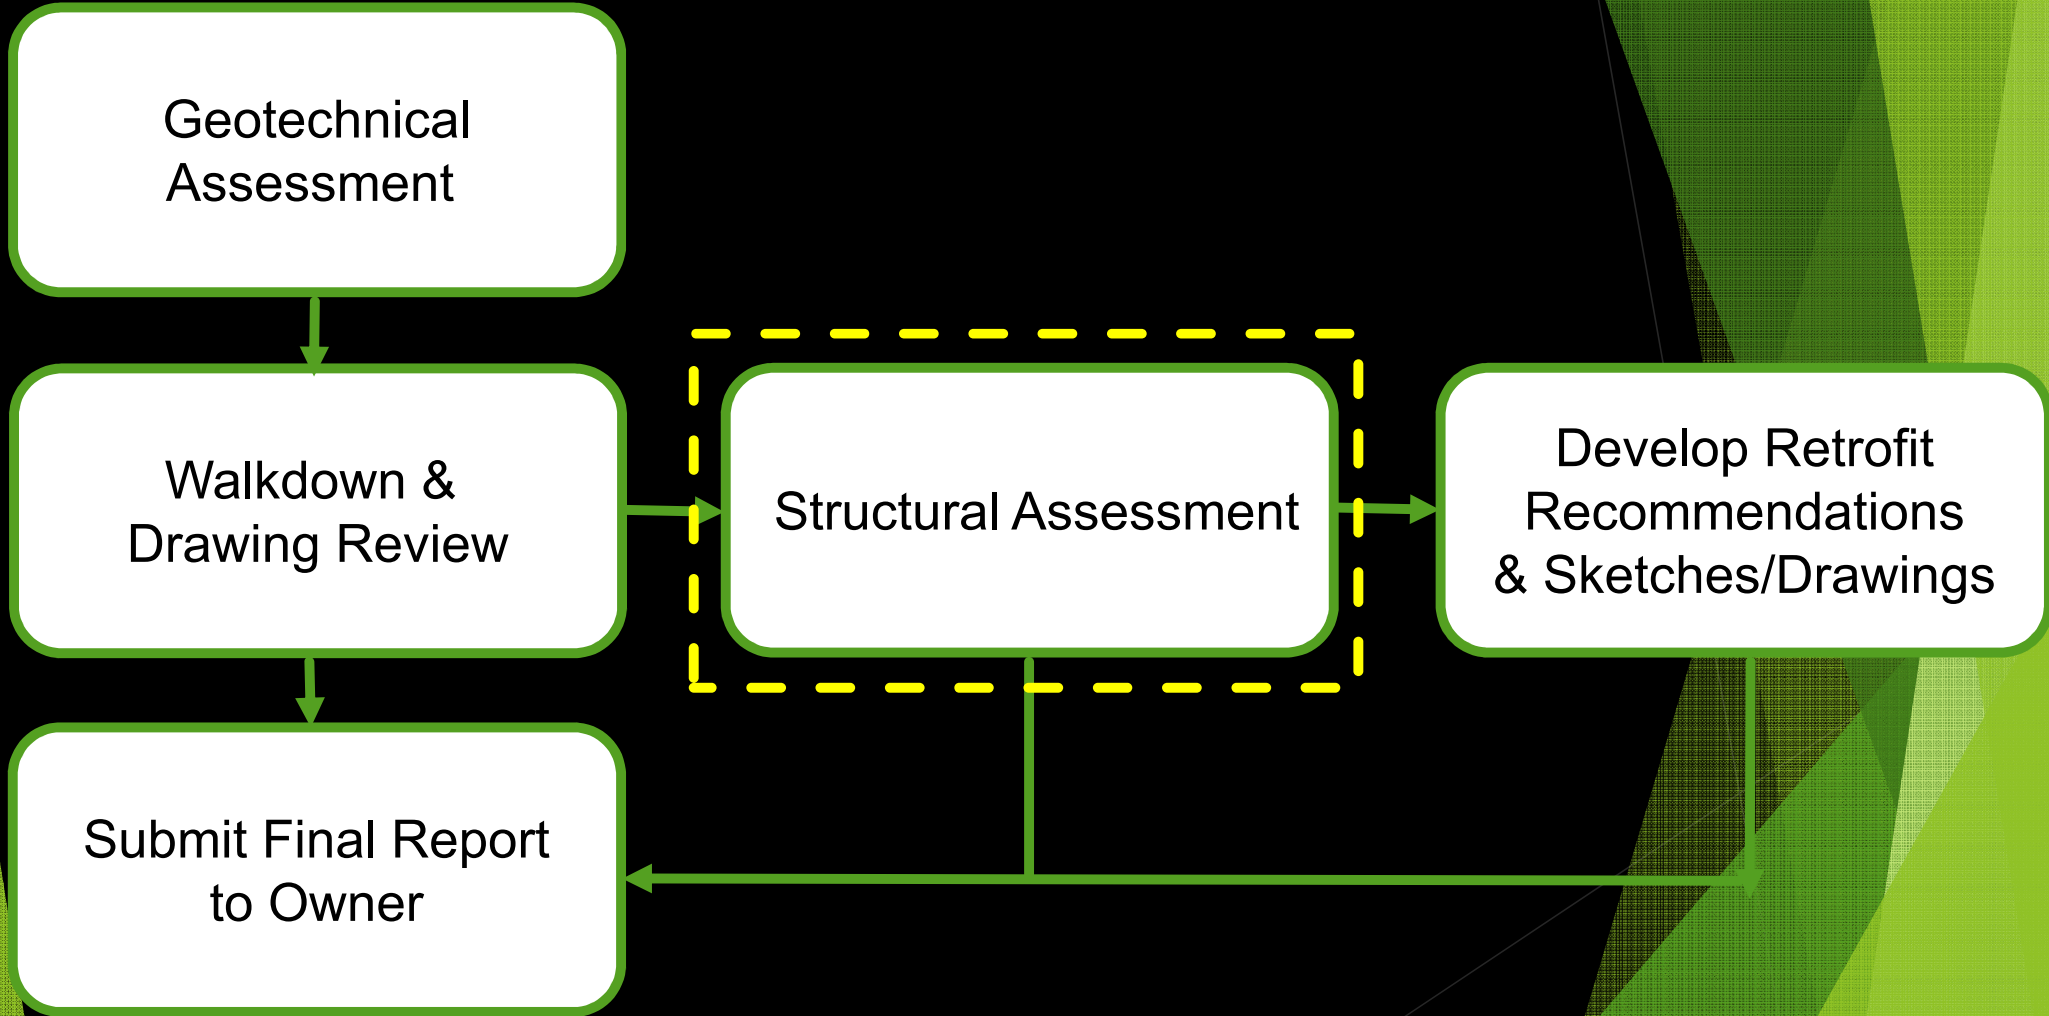 Geotechnical
Assessment
Walkdown &
Drawing Review
Structural Assessment
Develop Retrofit
Recommendations
& Sketches/Drawings
Submit Final Report
to Owner